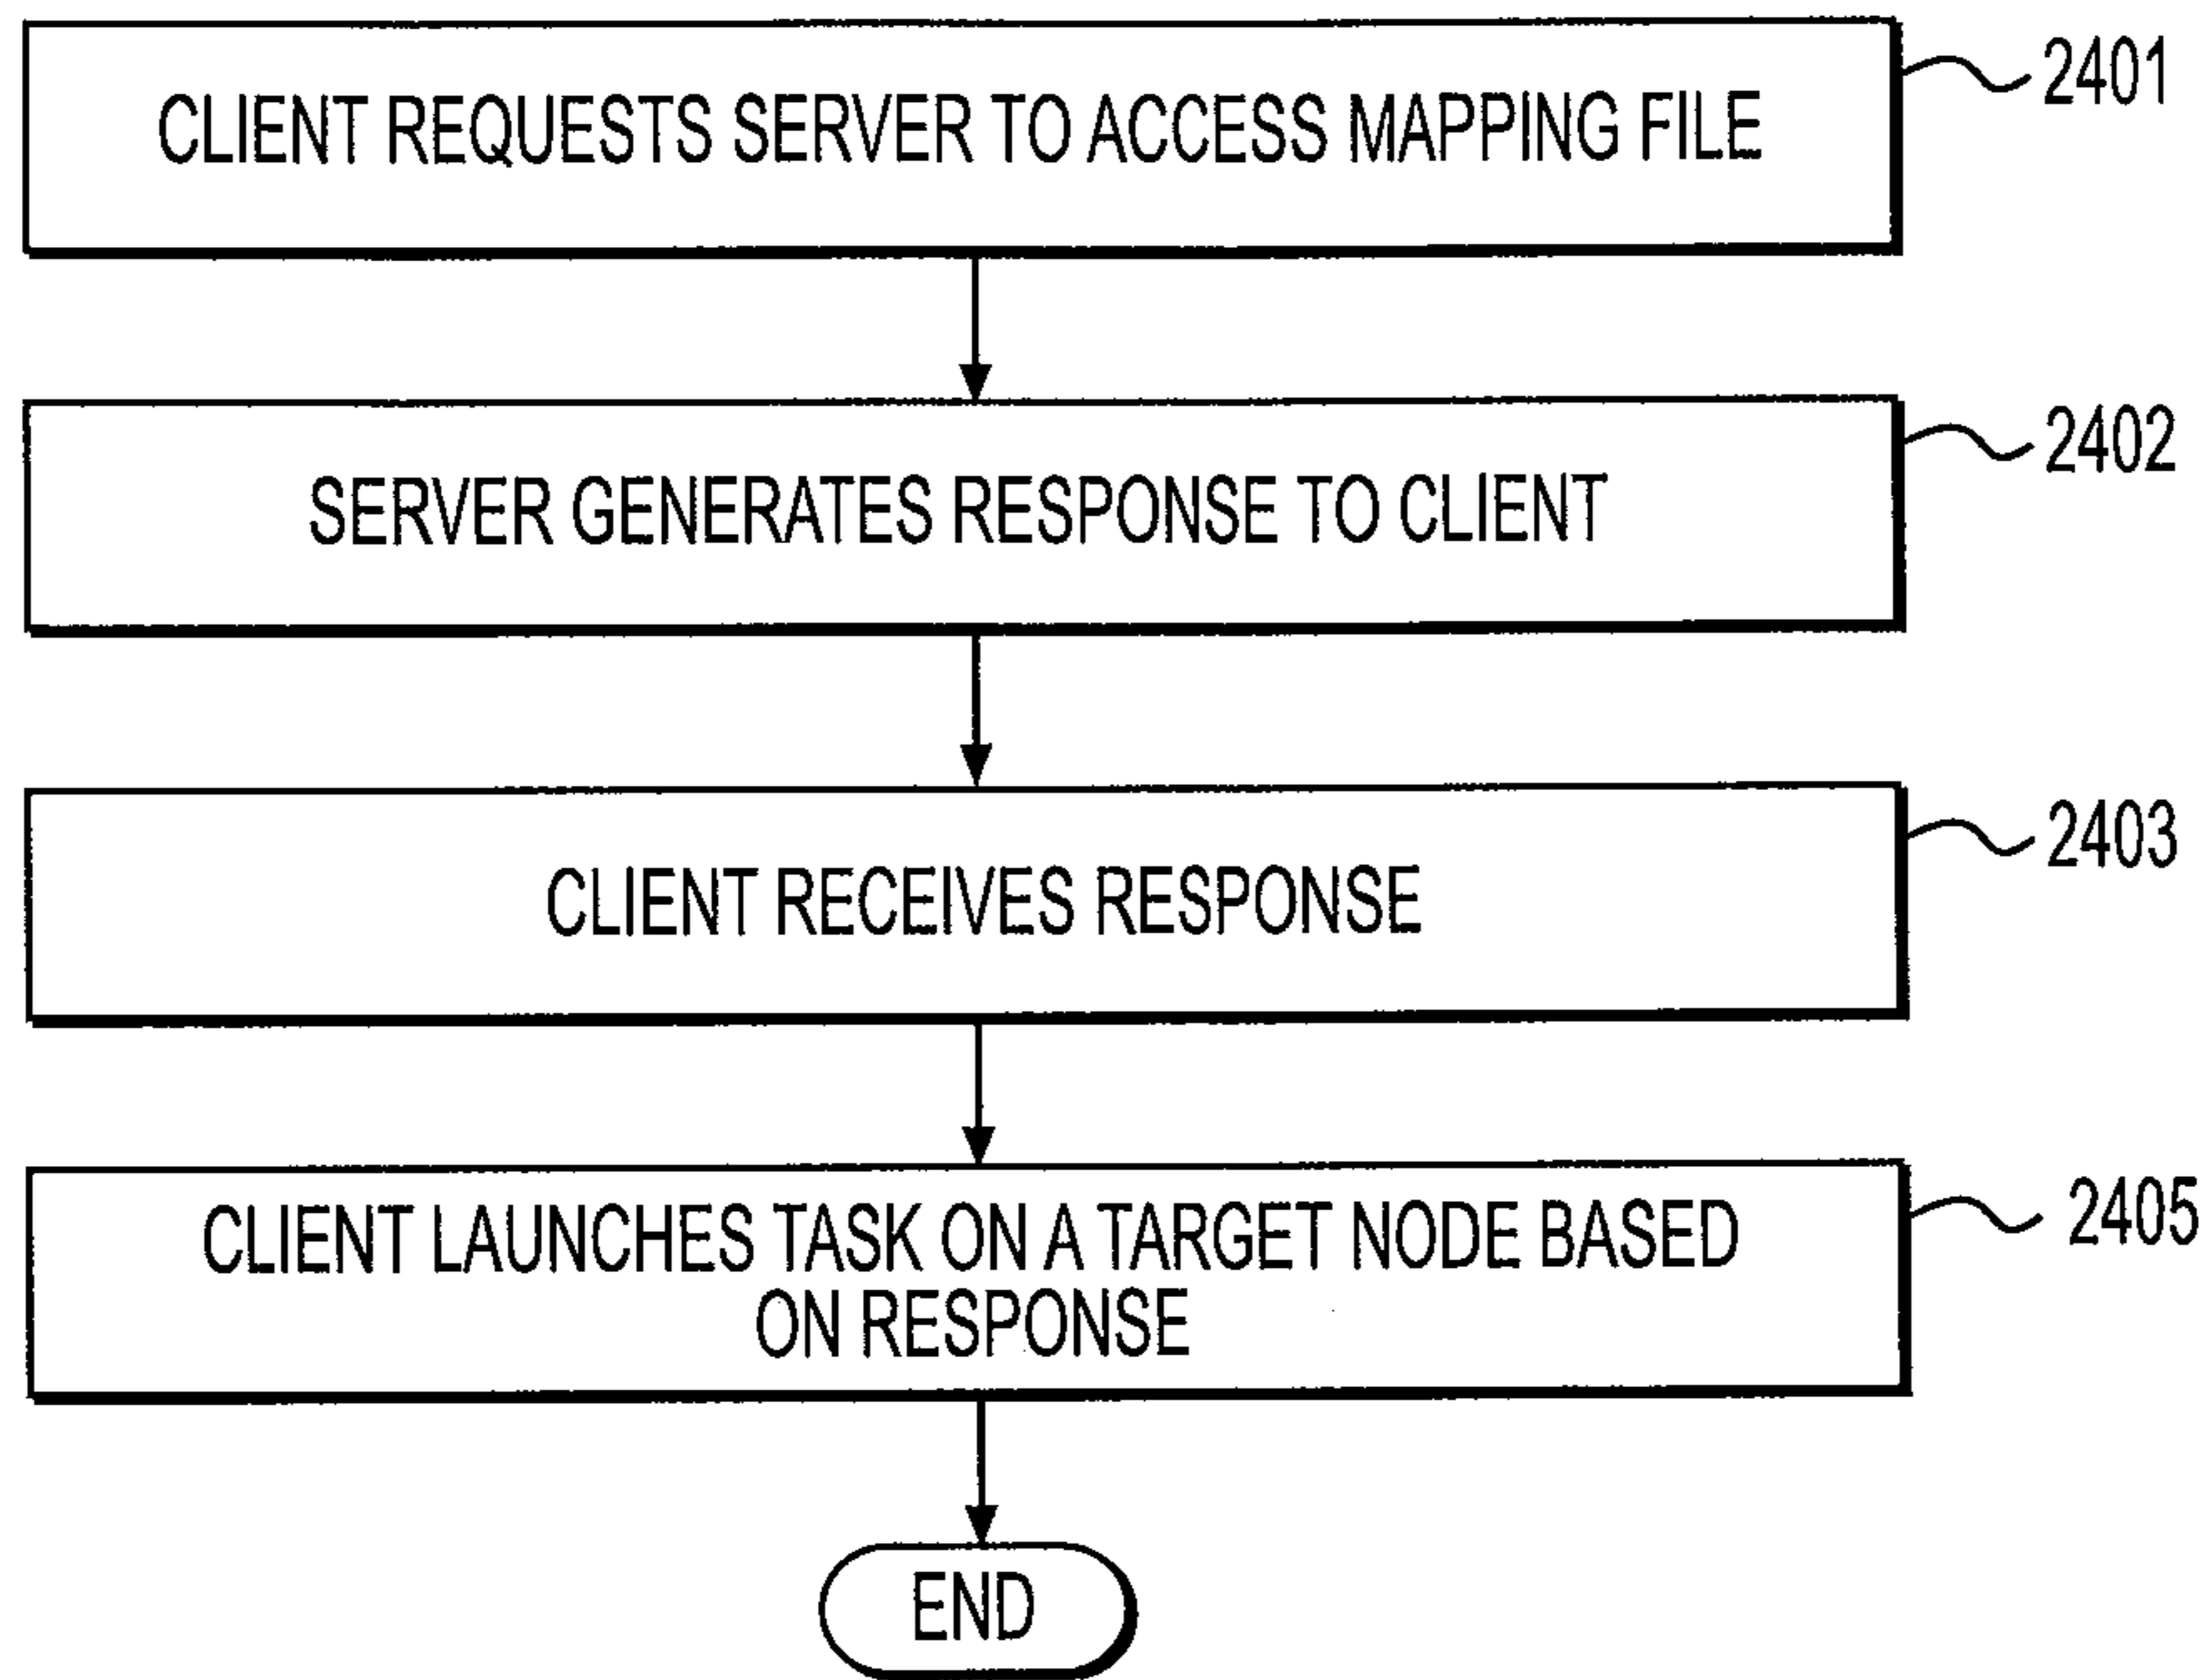 CLIENT REQUESTS SERVER TO ACCESS MAPPING FILE
2401
SERVER GENERATES RESPONSE TO CLIENT
2402
CLIENT RECEIVES RESPONSE
2403
CLIENT LAUNCHES TASK ON A TARGET NODE BASED
ON RESPONSE
2405
END